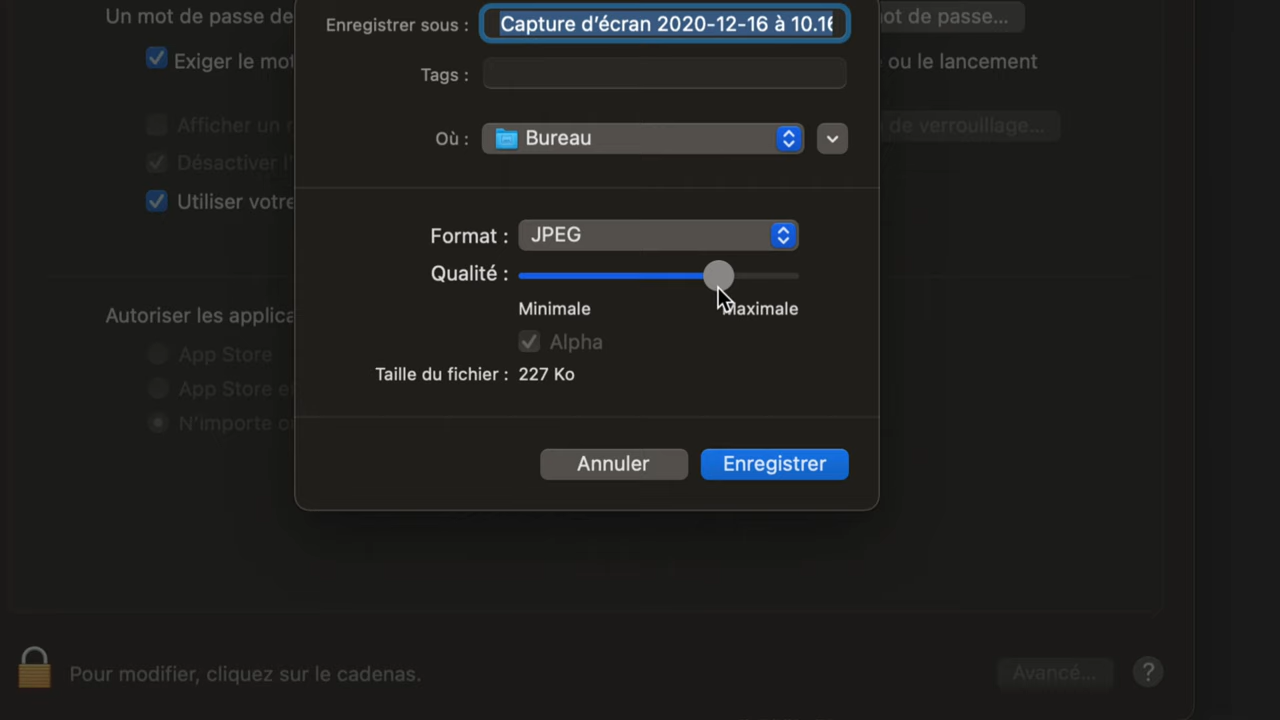 Un mot de passe de
Enregistrer sous :
Capture d'écran 2020-12-16 à 10.16
ot de passe...
Exiger le mot
ou le lancement
Tags :
Afficher un
de verrouillage...
Où :
Bureau
Désactiver l'
Utiliser votre
Format :
JPEG
Qualité :
Minimale
Maximale
Autoriser les applica
Alpha
App Store
Taille du fichier : 227 Ko
App Store et
N'importe o
Annuler
Enregistrer
Pour modifier, cliquez sur le cadenas.
Avancé...
?